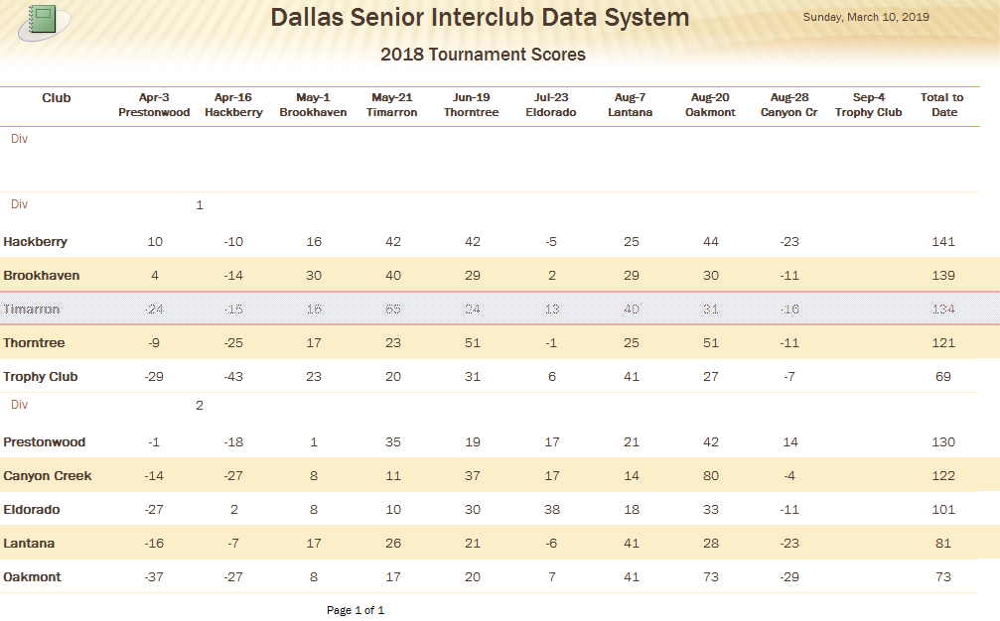 Dallas Senior Interclub Data System
Sunday, March 10, 2019
2018 Tournament Scores
Club Apr-3 Apr-16 May-1 May-21 Jun-19 Jul-23 Aug-7 Aug-20 Aug-28 Sep-4 Total to
Prestonwood Hackberry Brookhaven Timarron Thorntree Eldorado Lantana Oakmont Canyon Cr Trophy Club Date
Div
Div 1
Hackberry 10 -10 16 42 42 -5 25 44 -23 141
Brookhaven 4 -14 30 40 29 2 29 30 -11 139
Timarron -24 -15 16 65 24 13 40 31 -16 134
Thorntree -9 -25 17 23 51 -1 25 51 -11 121
Trophy Club -29 -43 23 20 31 6 41 27 -7 69
Div 2
Prestonwood -1 -18 1 35 19 17 21 42 14 130
Canyon Creek -14 -27 8 11 37 17 14 80 -4 122
Eldorado -27 2 8 10 30 38 18 33 -11 101
Lantana -16 -7 17 26 21 -6 41 28 -23 81
Oakmont -37 -27 8 17 20 7 41 73 -29 73
Page 1 of 1